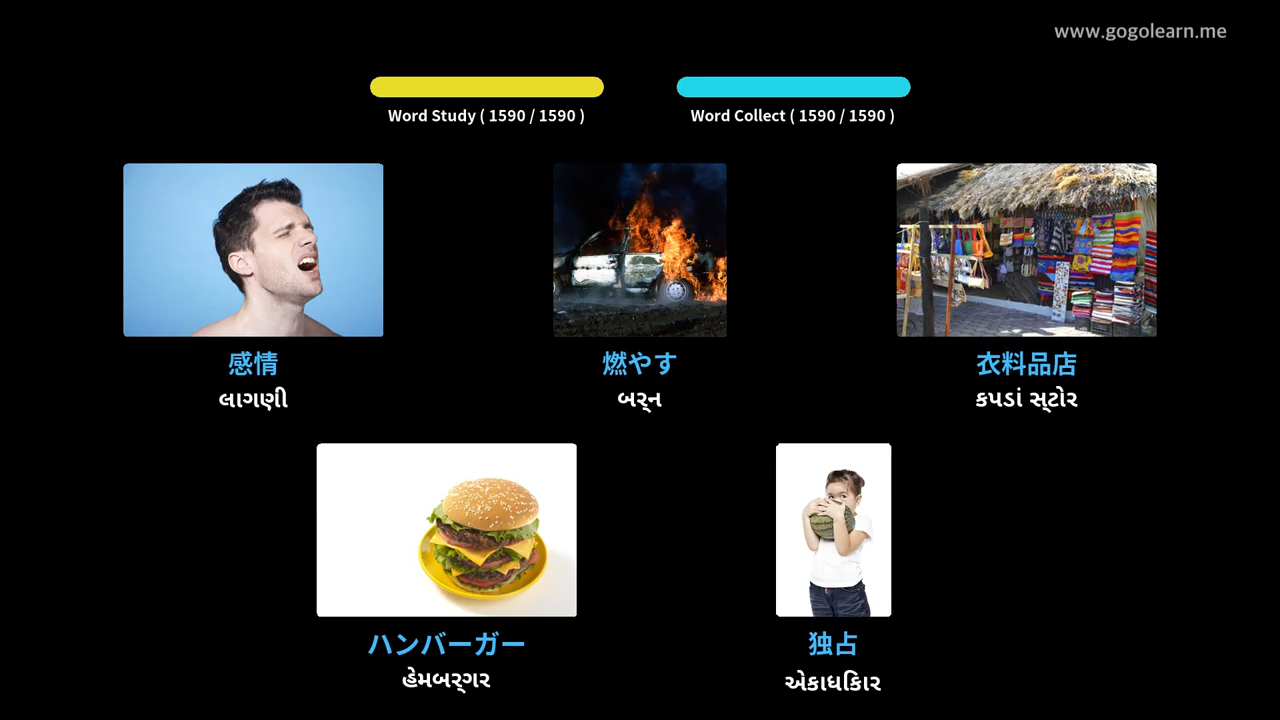 www.gogolearn.me
Word Study ( 1590 / 1590 )
Word Collect ( 1590 / 1590 )
感情
લાગણી
燃やす
બર્ન
衣料品店
કપડાં સ્ટોર
ハンバーガー
હેમબર્ગર
独占
એકાધિકાર